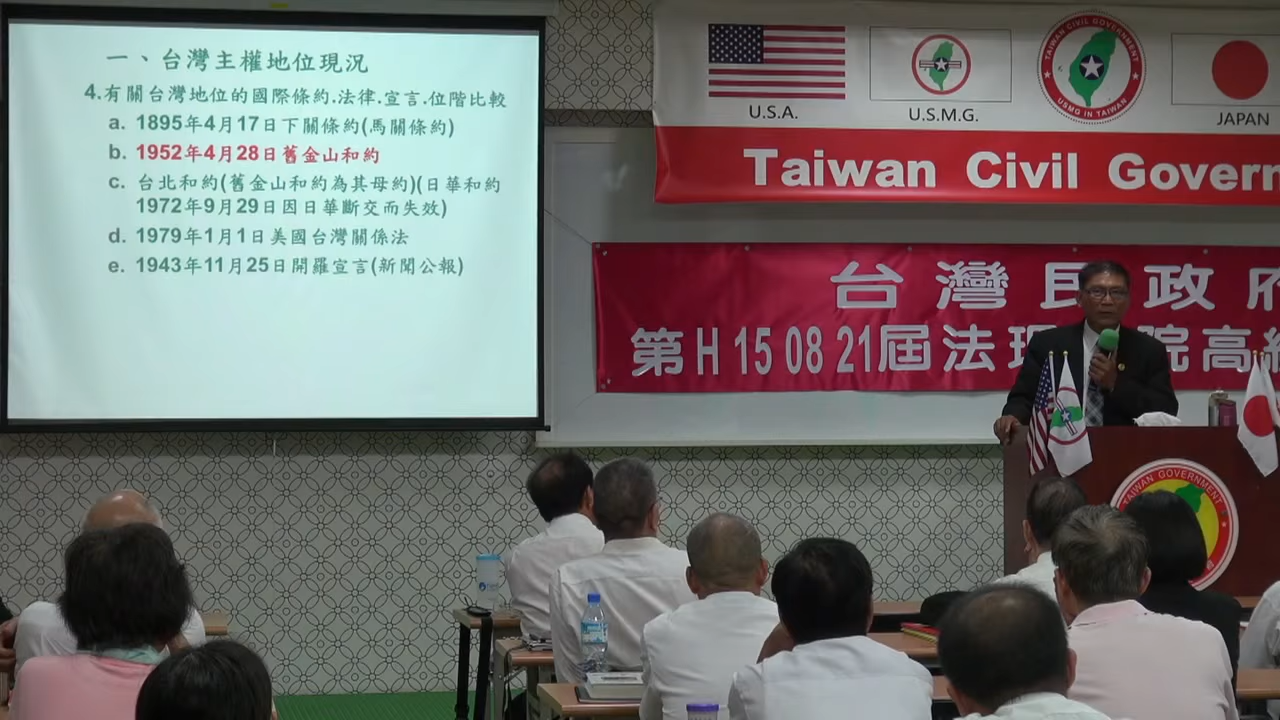 一、台灣主權地位現況
4.有關台灣地位的國際條約.法律.宣言.位階比較
a. 1895年4月17日下關條約(馬關條約)
b. 1952年4月28日舊金山和約
c. 台北和約(舊金山和約為其母約)(日華和約
1972年9月29日因日華斷交而失效)
d. 1979年1月1日美國台灣關係法
e. 1943年11月25日開羅宣言(新聞公報)
U.S.A.
U.S.M.G.
TAIWAN CIVIL GOVERNMENT
USMG IN TAIWAN
JAPAN
Taiwan Civil Govern
台灣民政府
第H 15 08 21屆法理 院高
TAIWAN GOVERNMENT